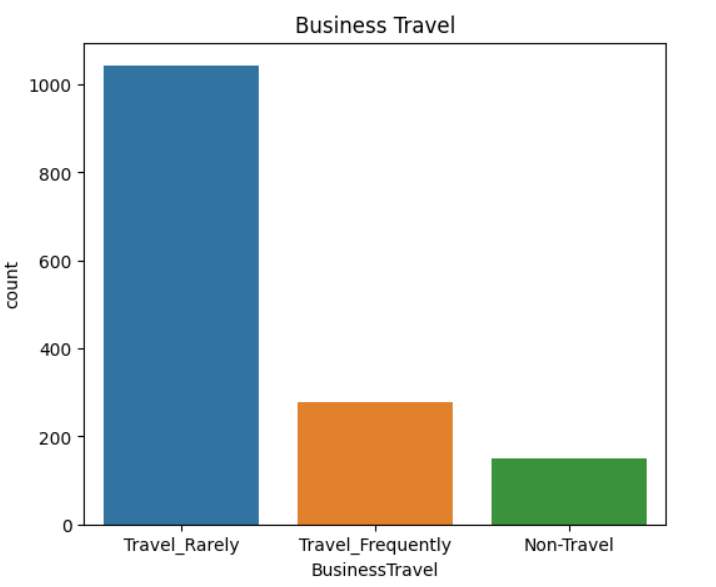 Business Travel
1000
800
600
400
200
0
count
Travel_Rarely
Travel_Frequently
Non-Travel
BusinessTravel